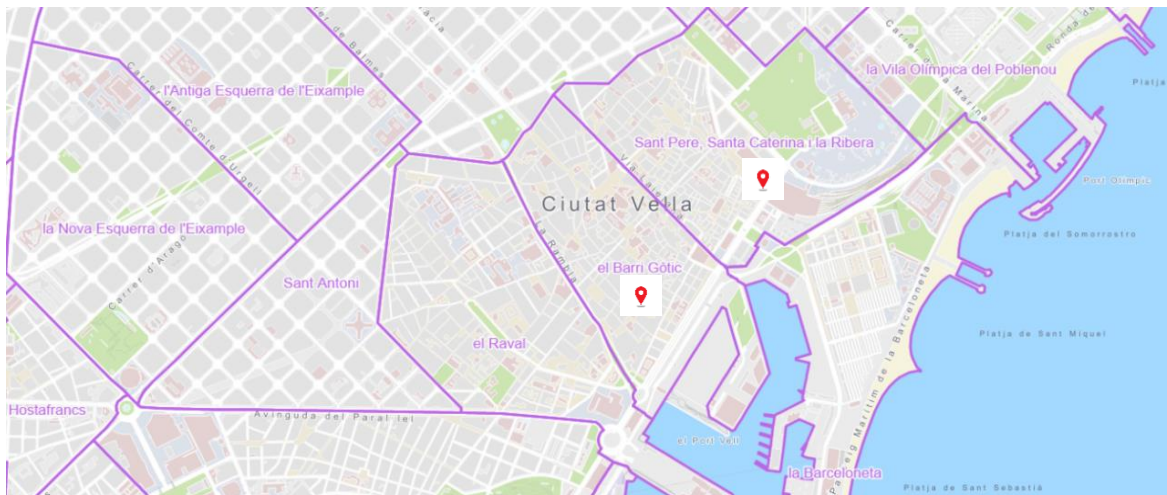 la Vila Olímpica del Poblenou
Carrer de la Marina
Ronda de
Platja
l'Antiga Esquerra de l'Eixample
Carrer de Balmes
Carrer del Comte d'Urgell
Sant Pere, Santa Caterina i la Ribera
Port Olímpic
Ciutat Vella
Via Laietana
la Nova Esquerra de l'Eixample
Carrer d'Aragó
La Rambla
Platja del Somorrostro
el Barri Gòtic
Sant Antoni
el Raval
Platja de Sant Miquel
Passeig Marítim de la Barceloneta
Hostafrancs
Avinguda del Paral·lel
el Port Vell
la Barceloneta
Platja de Sant Sebastià